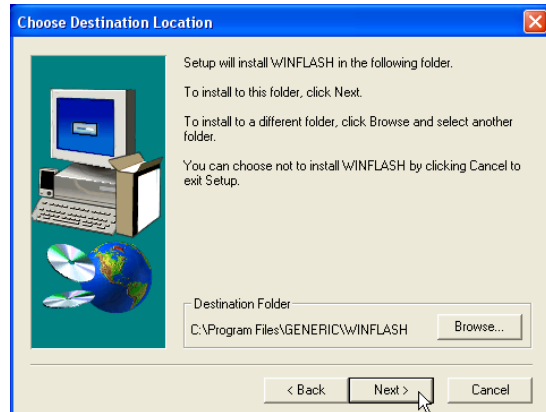 Choose Destination Location
Setup will install WINFLASH in the following folder.
To install to this folder, click Next.
To install to a different folder, click Browse and select another
folder.
You can choose not to install WINFLASH by clicking Cancel to
exit Setup.
Destination Folder
C:\Program Files\GENERIC\WINFLASH
Browse...
< Back
Next >
Cancel